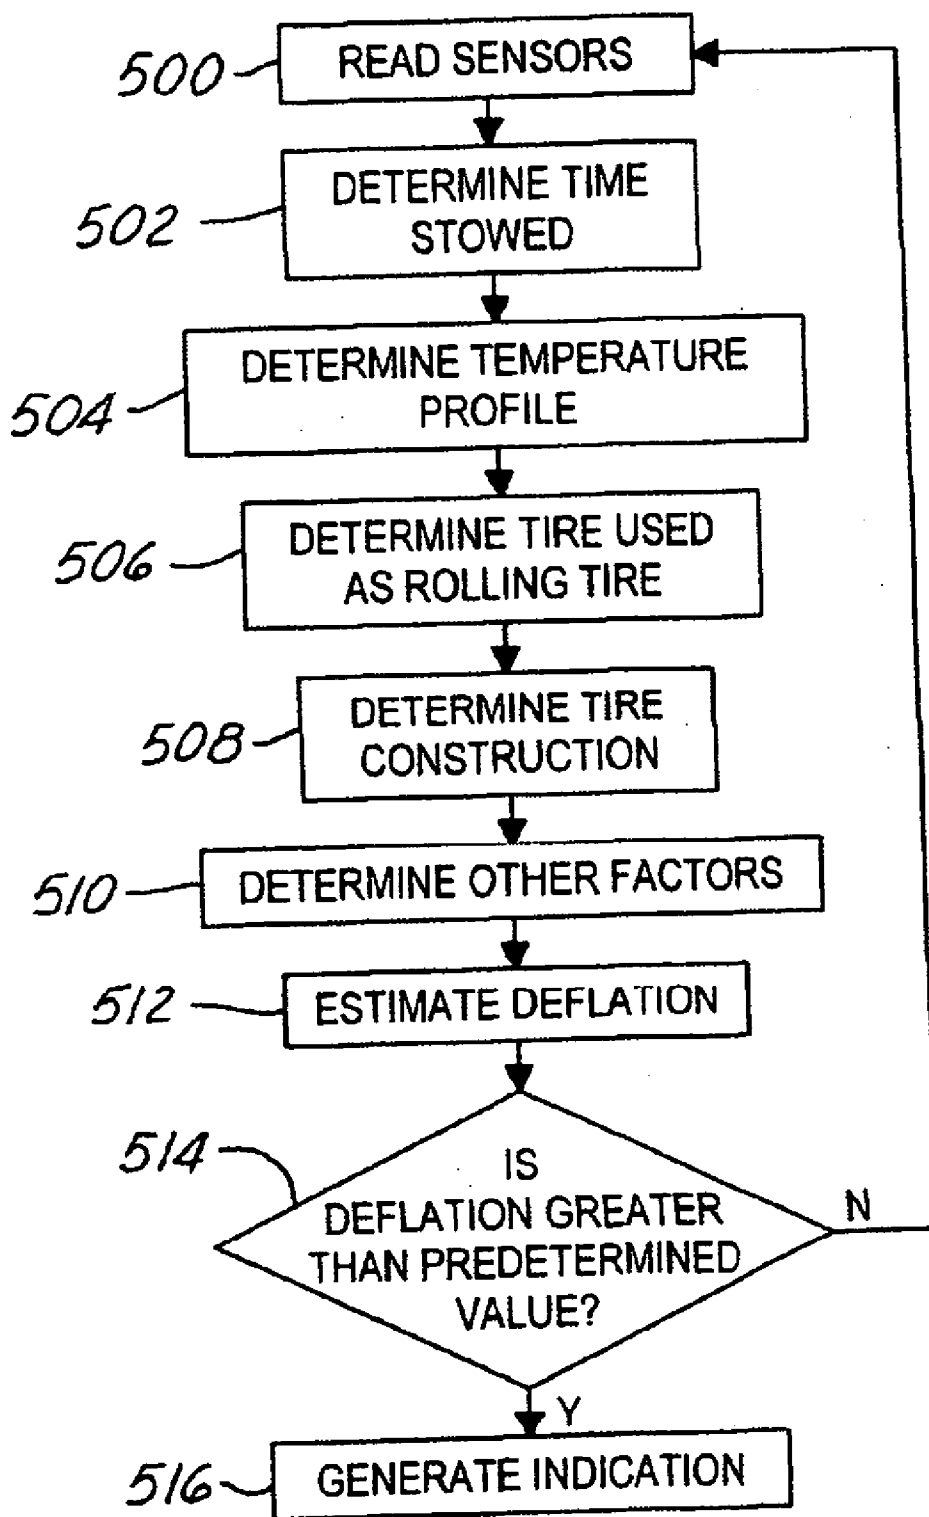 500
READ SENSORS
502
DETERMINE TIME
STOWED
504
DETERMINE TEMPERATURE
PROFILE
506
DETERMINE TIRE USED
AS ROLLING TIRE
508
DETERMINE TIRE
CONSTRUCTION
510
DETERMINE OTHER FACTORS
512
ESTIMATE DEFLATION
514
IS
DEFLATION GREATER
THAN PREDETERMINED
VALUE?
N
Y
516
GENERATE INDICATION